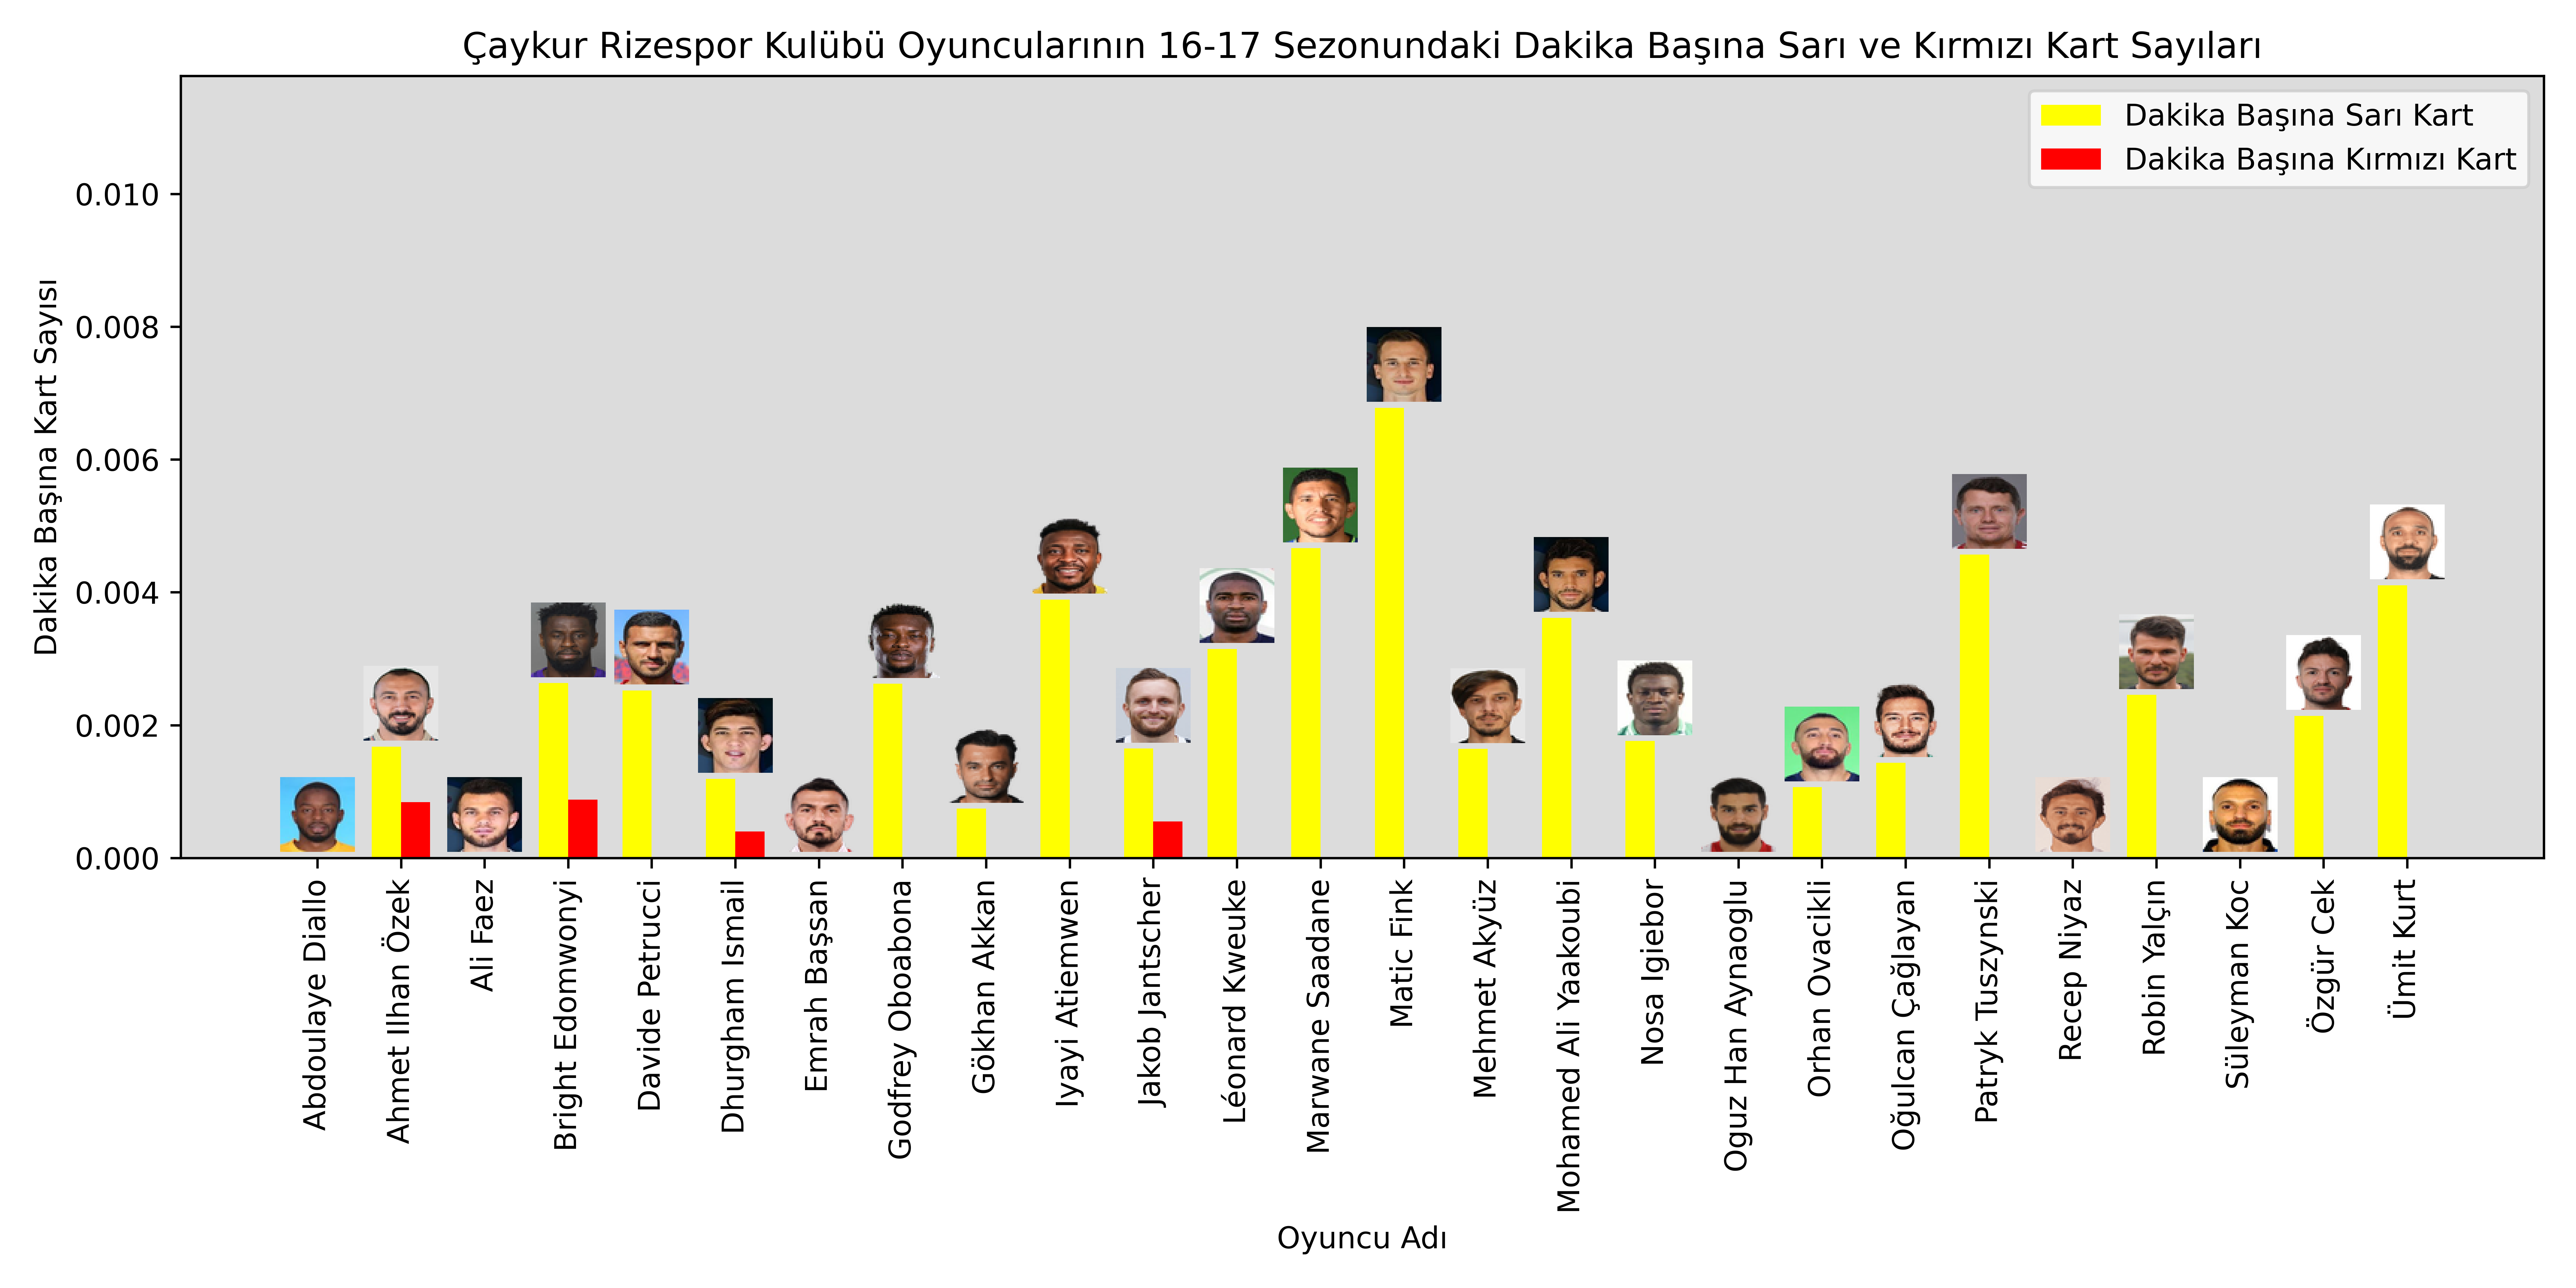 Çaykur Rizespor Kulübü Oyuncularının 16-17 Sezonundaki Dakika Başına Sarı ve Kırmızı Kart Sayıları
Dakika Başına Sarı Kart
Dakika Başına Kırmızı Kart
Dakika Başına Kart Sayısı
0.010
0.008
0.006
0.004
0.002
0.000
Abdoulaye Diallo
Ahmet Ilhan Özek
Ali Faez
Bright Edomwonyi
Davide Petrucci
Dhurgham Ismail
Emrah Başsan
Godfrey Oboabona
Gökhan Akkan
Iyayi Atiemwen
Jakob Jantscher
Léonard Kweuke
Marwane Saadane
Matic Fink
Mehmet Akyüz
Mohamed Ali Yaakoubi
Nosa Igiebor
Oguz Han Aynaoglu
Orhan Ovacikli
Oğulcan Çağlayan
Patryk Tuszynski
Recep Niyaz
Robin Yalçın
Süleyman Koc
Özgür Cek
Ümit Kurt
Oyuncu Adı